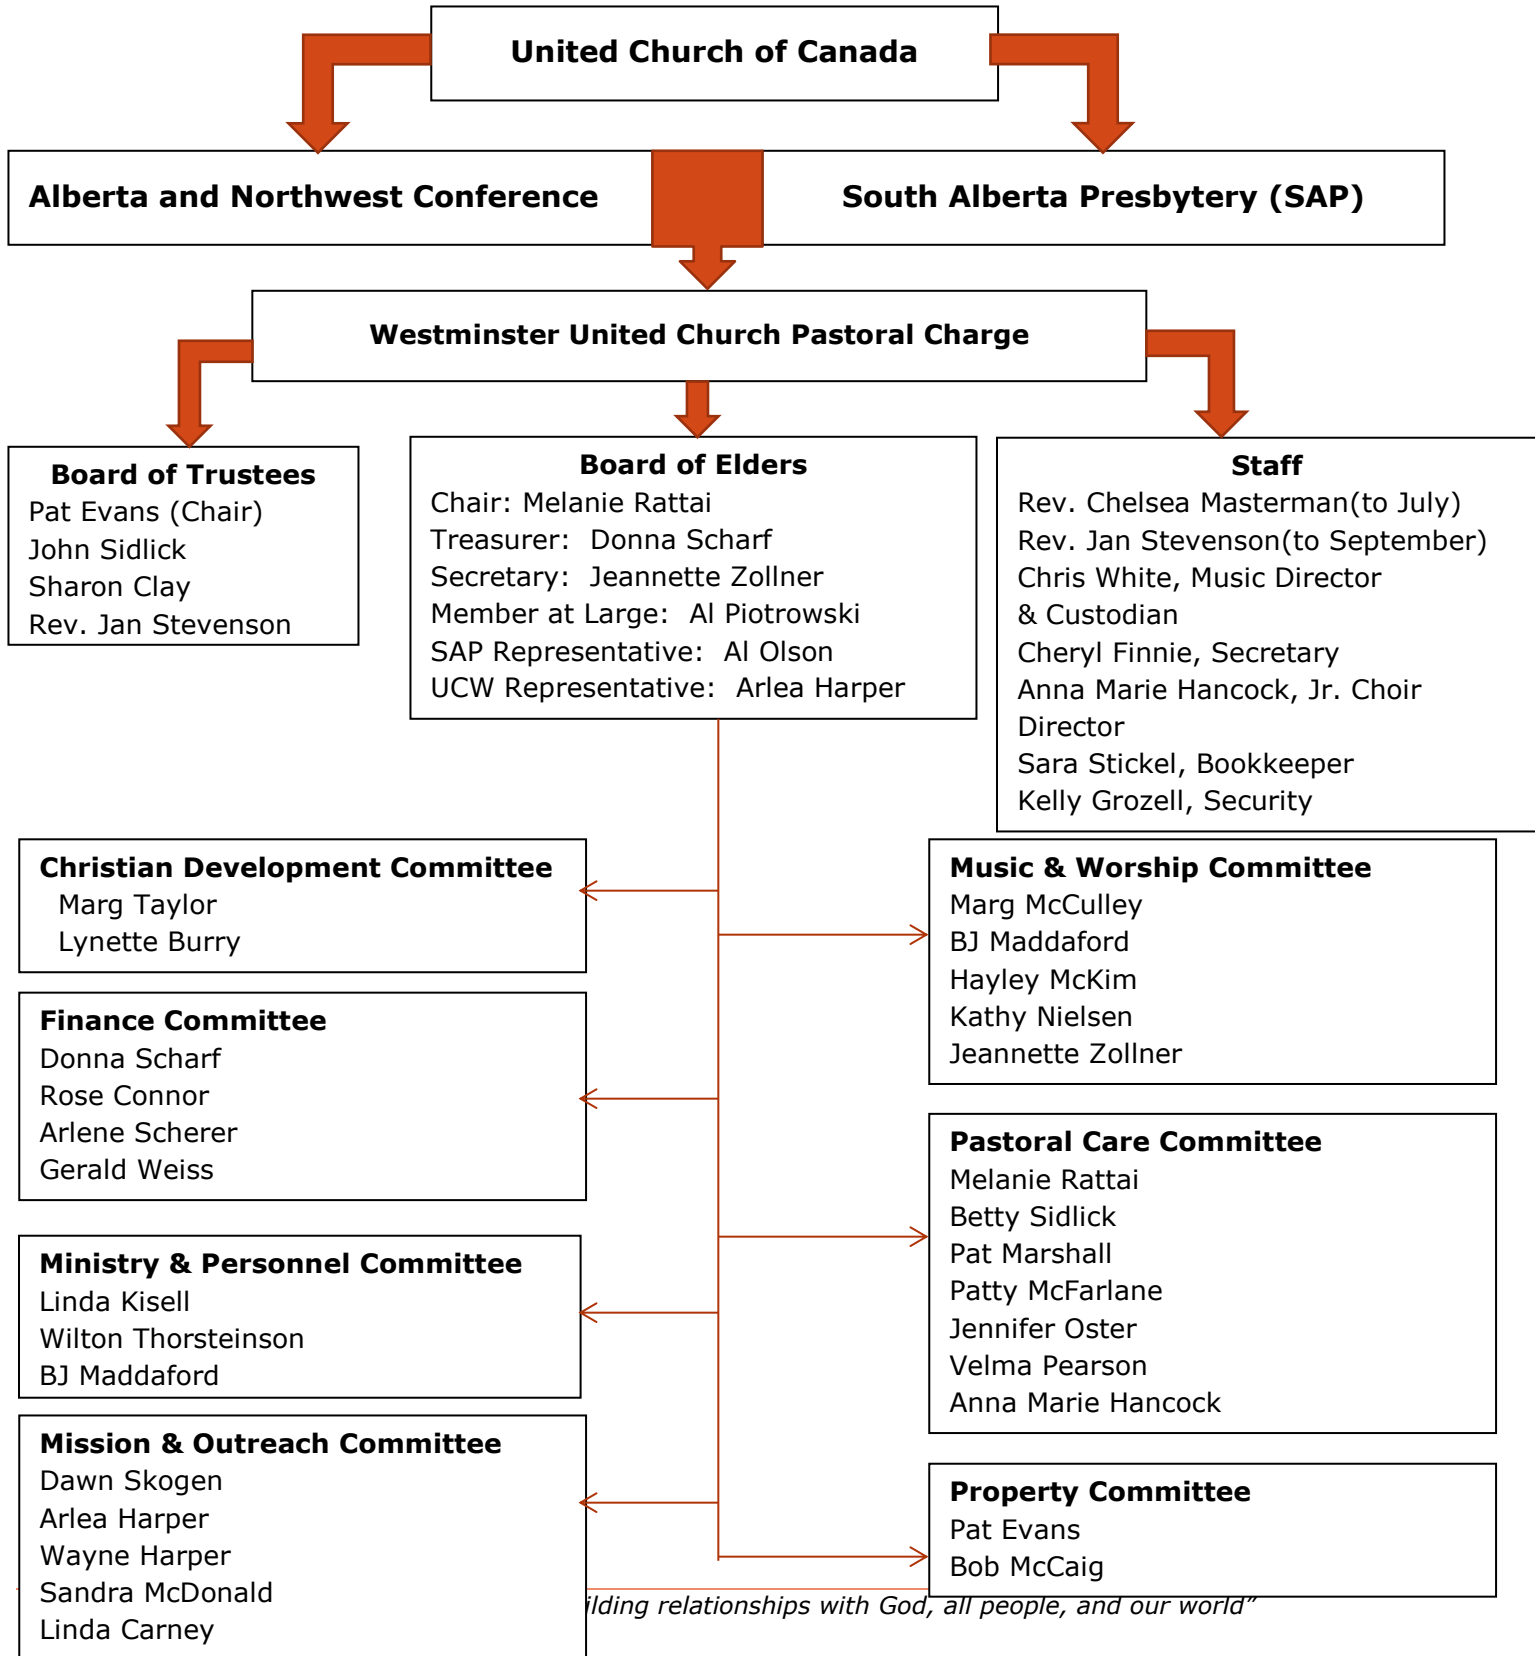 United Church of Canada
Alberta and Northwest Conference
South Alberta Presbytery (SAP)
Westminster United Church Pastoral Charge
Board of Trustees
Pat Evans (Chair)
John Sidlick
Sharon Clay
Rev. Jan Stevenson
Board of Elders
Chair: Melanie Rattai
Treasurer:  Donna Scharf
Secretary:  Jeannette Zollner
Member at Large:  Al Piotrowski
SAP Representative:  Al Olson
UCW Representative:  Arlea Harper
Staff
Rev. Chelsea Masterman(to July)
Rev. Jan Stevenson(to September)
Chris White, Music Director
& Custodian
Cheryl Finnie, Secretary
Anna Marie Hancock, Jr. Choir
Director
Sara Stickel, Bookkeeper
Kelly Grozell, Security
Christian Development Committee
Marg Taylor
Lynette Burry
Finance Committee
Donna Scharf
Rose Connor
Arlene Scherer
Gerald Weiss
Ministry & Personnel Committee
Linda Kisell
Wilton Thorsteinson
BJ Maddaford
Mission & Outreach Committee
Dawn Skogen
Arlea Harper
Wayne Harper
Sandra McDonald
Linda Carney
Music & Worship Committee
Marg McCulley
BJ Maddaford
Hayley McKim
Kathy Nielsen
Jeannette Zollner
Pastoral Care Committee
Melanie Rattai
Betty Sidlick
Pat Marshall
Patty McFarlane
Jennifer Oster
Velma Pearson
Anna Marie Hancock
Property Committee
Pat Evans
Bob McCaig
ilding relationships with God, all people, and our world”